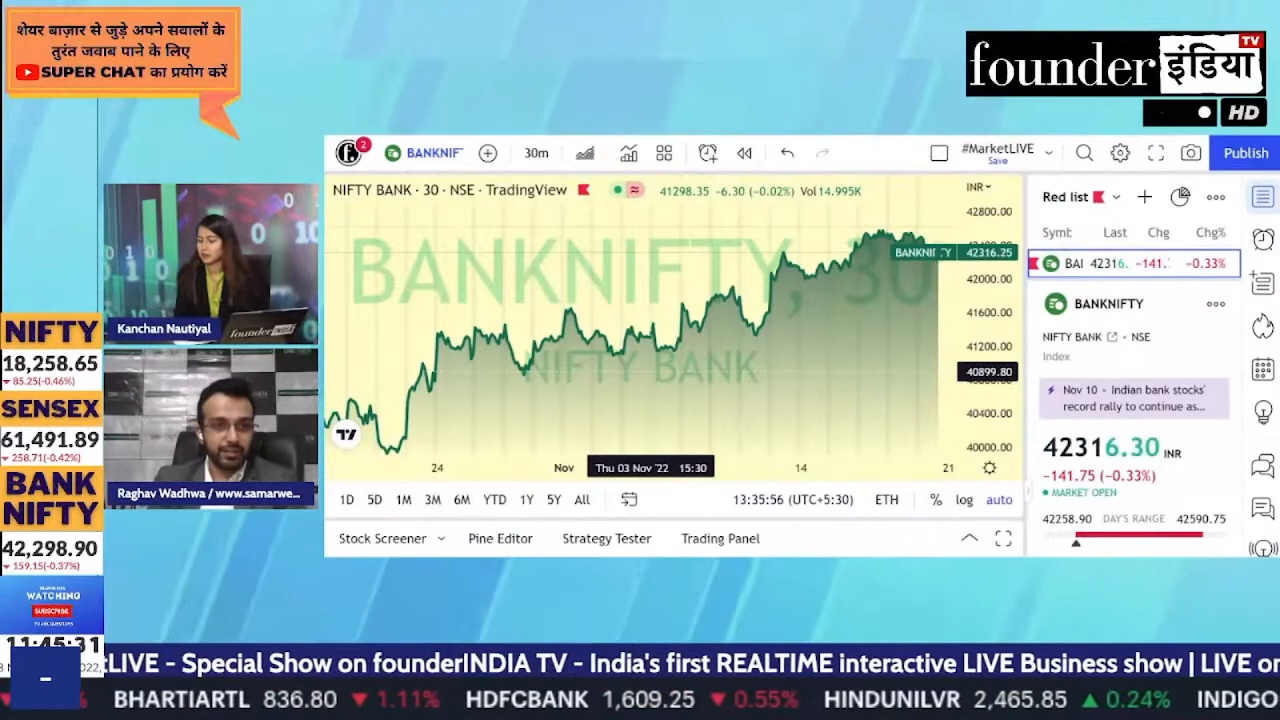 शेयर बाज़ार से जुड़े अपने सवालों के
तुरंत जवाब पाने के लिए
SUPER CHAT का प्रयोग करें
founder इंडिया TV
HD
2
BANKNIF
30m
#MarketLIVE
Save
Publish
NIFTY BANK · 30 · NSE · TradingView
41298.35 −6.30 (−0.02%) Vol 14.995K
INR
42800.00
BANKNIFTY 30
NIFTY BANK
42316.25
42000.00
41600.00
41200.00
40899.80
40400.00
40000.00
24
Nov
Thu 03 Nov '22 15:30
14
21
1D 5D 1M 3M 6M YTD 1Y 5Y All
13:35:56 (UTC+5:30)
ETH
% log auto
Stock Screener
Pine Editor
Strategy Tester
Trading Panel
Red list
Last Chg Chg%
BAI 42316. −141. −0.33%
BANKNIFTY
NIFTY BANK · NSE
Index
Nov 10 - Indian bank stocks'
record rally to continue as...
42316.30 INR
−141.75 (−0.33%)
MARKET OPEN
42258.90 DAY'S RANGE 42590.75
Kanchan Nautiyal
founder INDIA
Raghav Wadhwa / www.samarwe...
NIFTY
18,258.65
85.25(-0.46%)
SENSEX
61,491.89
258.71(-0.42%)
BANK
NIFTY
42,298.90
159.15(-0.37%)
WATCHING
SUBSCRIBE
11:45:31
LIVE - Special Show on founderINDIA TV - India's first REALTIME interactive LIVE Business show | LIVE on
BHARTIARTL 836.80 ▼ 1.11% HDFCBANK 1,609.25 ▼ 0.55% HINDUNILVR 2,465.85 ▲ 0.24% INDIGO